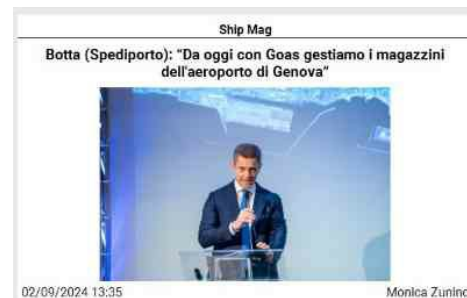 Ship Mag
Botta (Spediporto): “Da oggi con Goas gestiamo i magazzini
dell'aeroporto di Genova”
02/09/2024 13:35
Monica Zunino